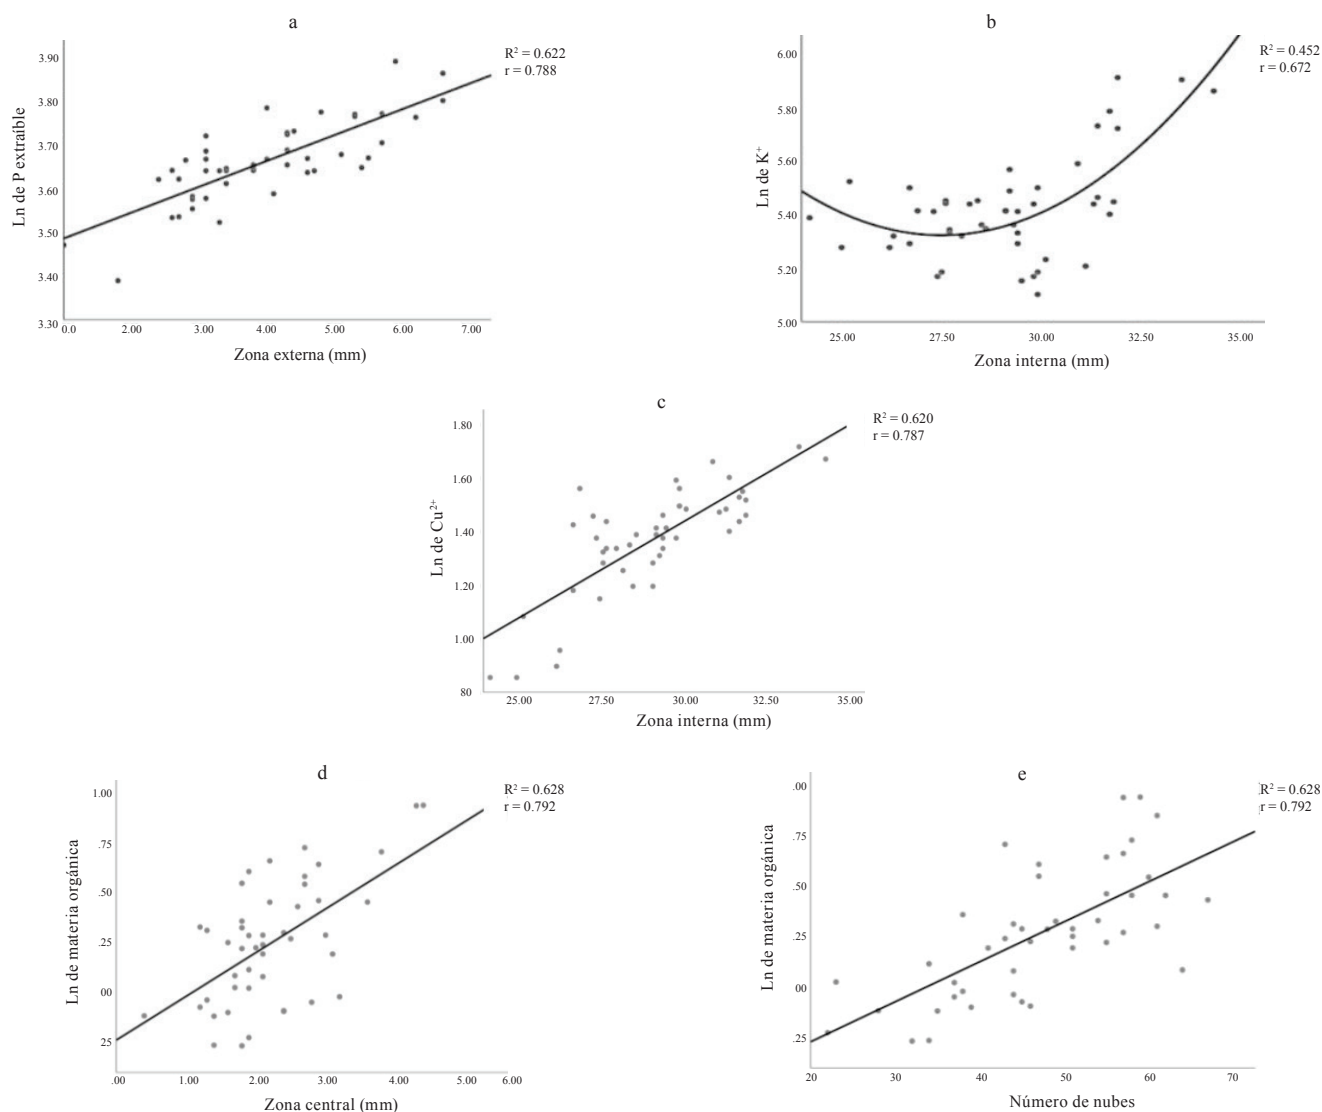 a
R² = 0.622
r = 0.788
Ln de P extraible
3.90
3.80
3.70
3.60
3.50
3.40
3.30
0.0 2.00 3.00 4.00 5.00 6.00 7.00
Zona externa (mm)
b
R² = 0.452
r = 0.672
Ln de K⁺
6.00
5.80
5.60
5.40
5.20
5.00
25.00 27.50 30.00 32.50 35.00
Zona interna (mm)
c
R² = 0.620
r = 0.787
Ln de Cu²⁺
1.80
1.60
1.40
1.20
1.00
80
25.00 27.50 30.00 32.50 35.00
Zona interna (mm)
d
R² = 0.628
r = 0.792
Ln de materia orgánica
1.00
.75
.50
.25
00
25
.00 1.00 2.00 3.00 4.00 5.00 6.00
Zona central (mm)
e
R² = 0.628
r = 0.792
Ln de materia orgánica
.00
.75
.50
.25
00
.25
20 30 40 50 60 70
Número de nubes